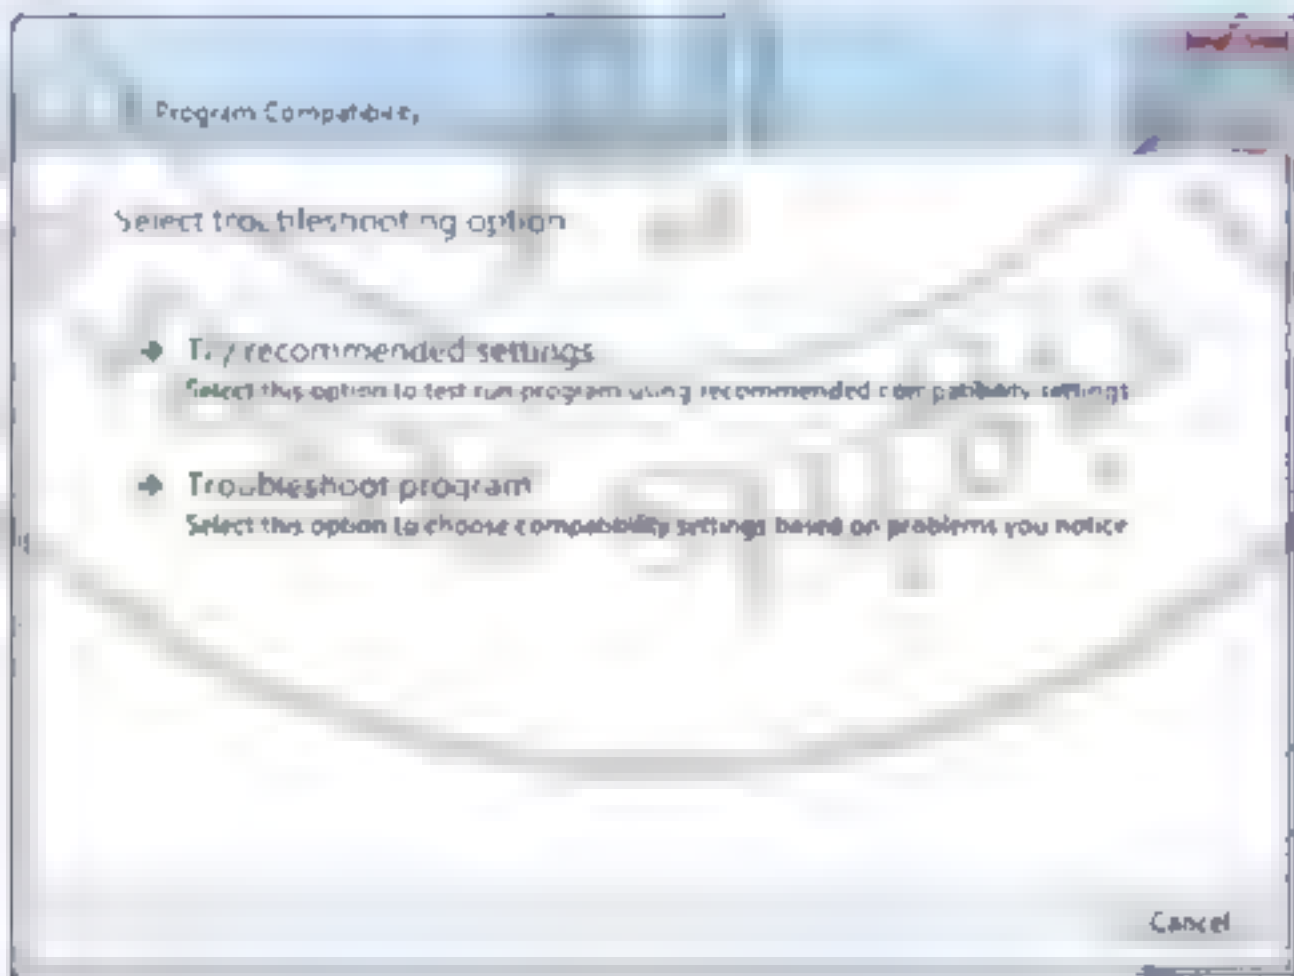 Program Compatibility
Select troubleshooting option
Try recommended settings
Select this option to test run program using recommended compatibility settings
Troubleshoot program
Select this option to choose compatibility settings based on problems you notice
Cancel